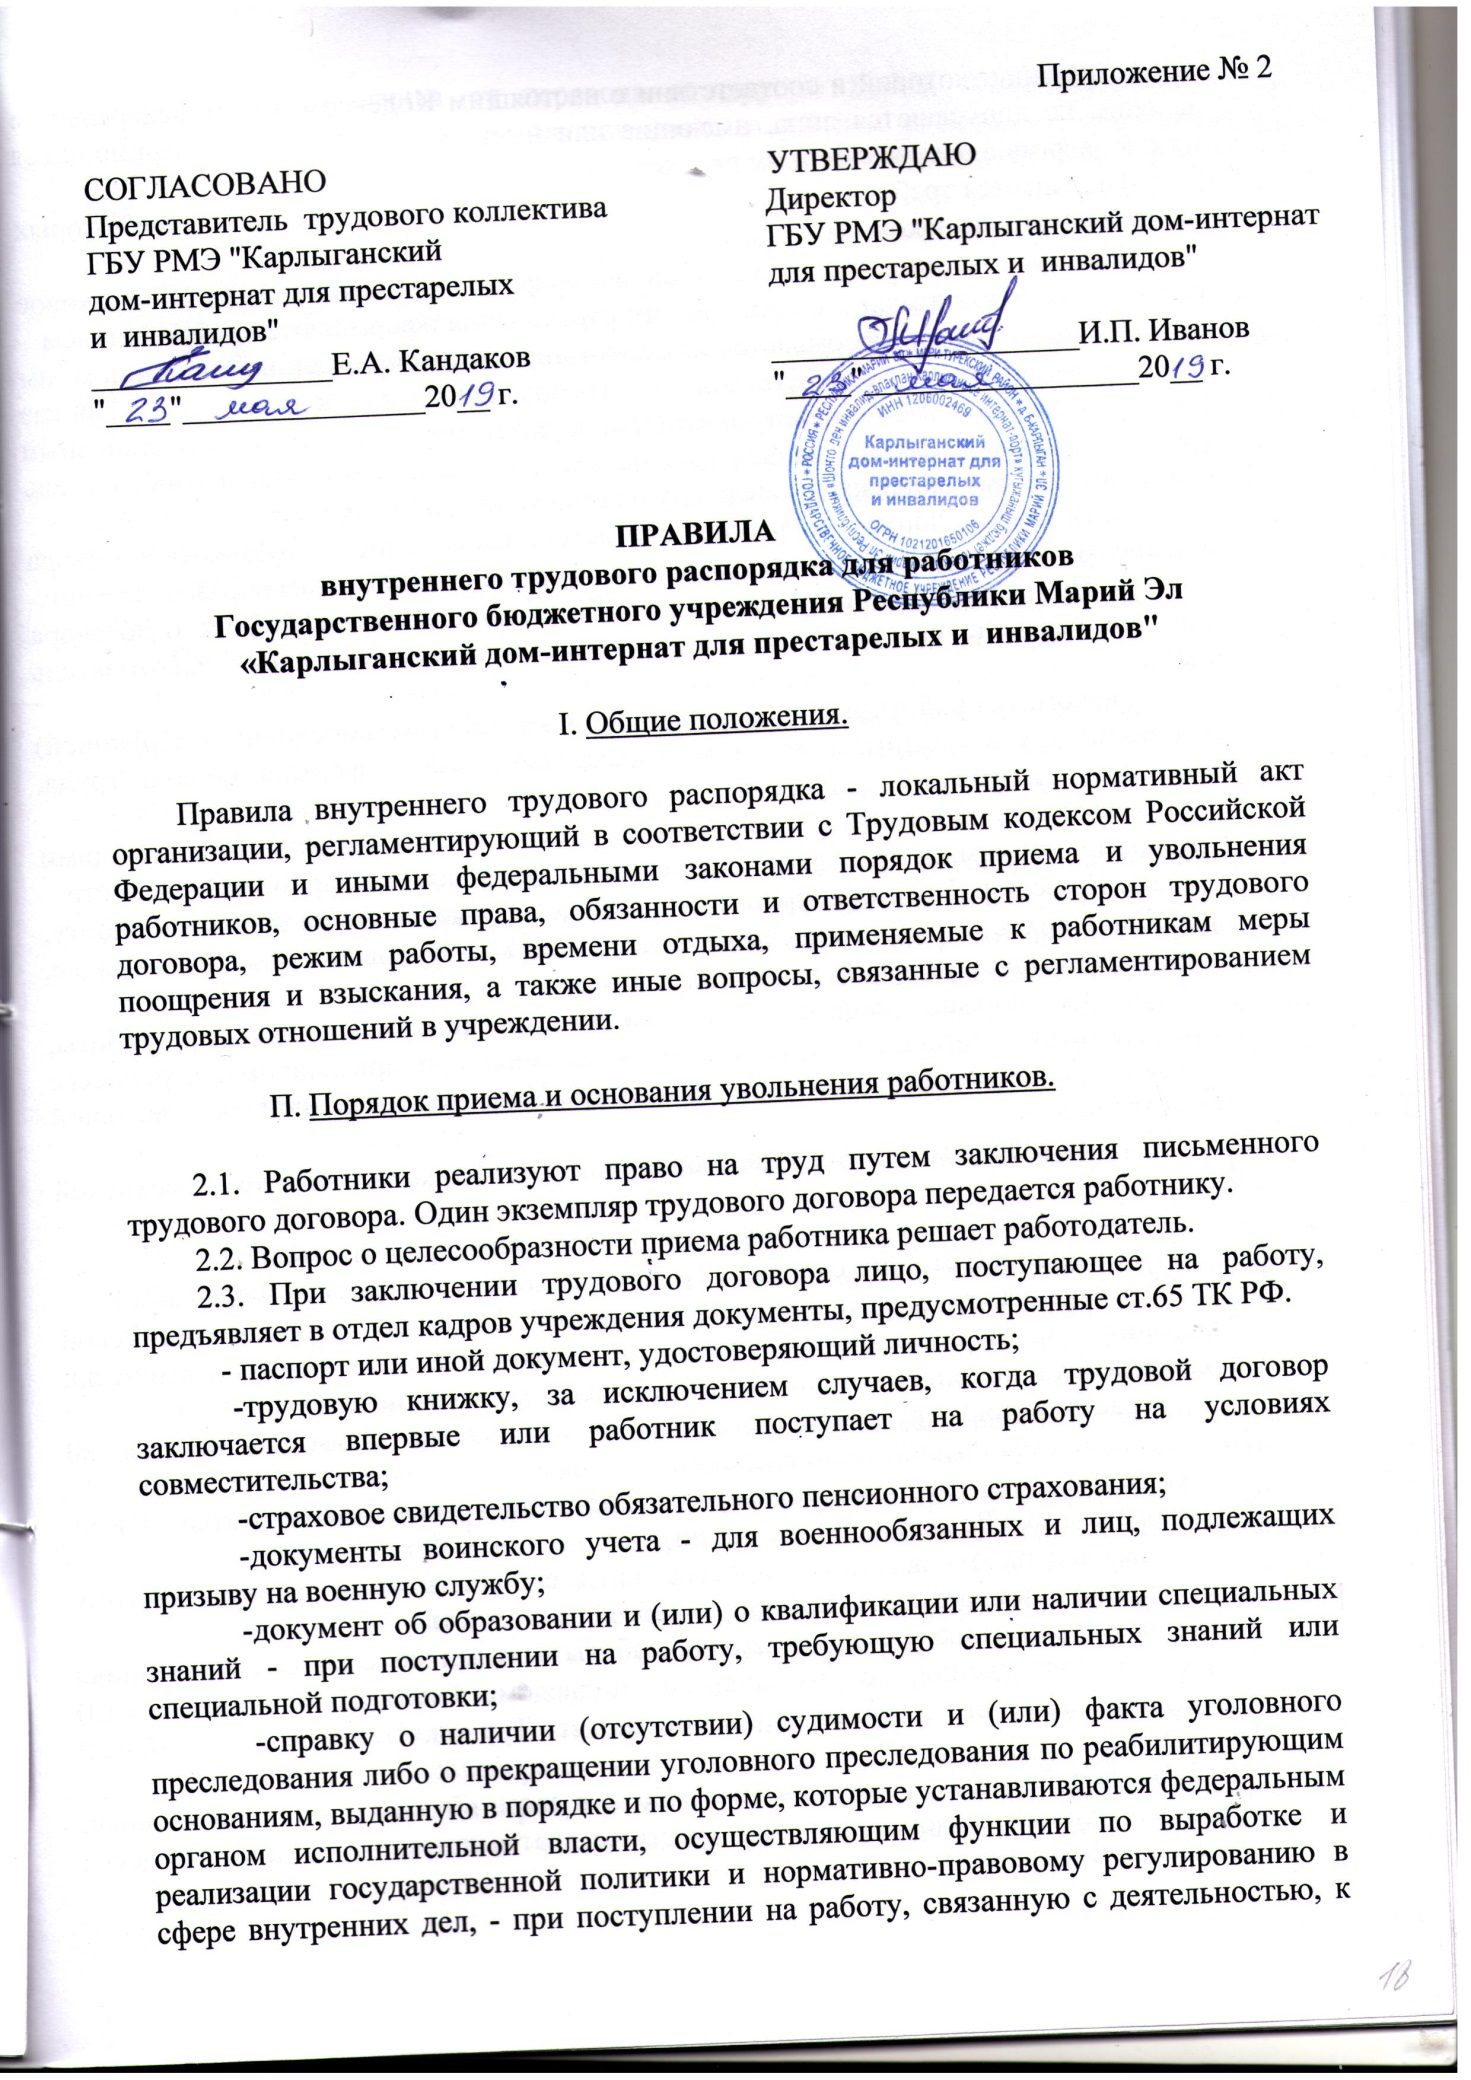 Приложение № 2
СОГЛАСОВАНО
Представитель трудового коллектива
ГБУ РМЭ "Карлыганский
дом-интернат для престарелых
и инвалидов"
Е.А. Кандаков
"23" мая 2019 г.
УТВЕРЖДАЮ
Директор
ГБУ РМЭ "Карлыганский дом-интернат
для престарелых и инвалидов"
И.П. Иванов
"23" мая 2019 г.
ИНН 1206002469
Карлыганский
дом-интернат для
престарелых
и инвалидов
ОГРН 1021201650106
ПРАВИЛА
внутреннего трудового распорядка для работников
Государственного бюджетного учреждения Республики Марий Эл
«Карлыганский дом-интернат для престарелых и инвалидов"
I. Общие положения.
Правила внутреннего трудового распорядка - локальный нормативный акт
организации, регламентирующий в соответствии с Трудовым кодексом Российской
Федерации и иными федеральными законами порядок приема и увольнения
работников, основные права, обязанности и ответственность сторон трудового
договора, режим работы, времени отдыха, применяемые к работникам меры
поощрения и взыскания, а также иные вопросы, связанные с регламентированием
трудовых отношений в учреждении.
П. Порядок приема и основания увольнения работников.
2.1. Работники реализуют право на труд путем заключения письменного
трудового договора. Один экземпляр трудового договора передается работнику.
2.2. Вопрос о целесообразности приема работника решает работодатель.
2.3. При заключении трудового договора лицо, поступающее на работу,
предъявляет в отдел кадров учреждения документы, предусмотренные ст.65 ТК РФ.
- паспорт или иной документ, удостоверяющий личность;
-трудовую книжку, за исключением случаев, когда трудовой договор
заключается впервые или работник поступает на работу на условиях
совместительства;
-страховое свидетельство обязательного пенсионного страхования;
-документы воинского учета - для военнообязанных и лиц, подлежащих
призыву на военную службу;
-документ об образовании и (или) о квалификации или наличии специальных
знаний - при поступлении на работу, требующую специальных знаний или
специальной подготовки;
-справку о наличии (отсутствии) судимости и (или) факта уголовного
преследования либо о прекращении уголовного преследования по реабилитирующим
основаниям, выданную в порядке и по форме, которые устанавливаются федеральным
органом исполнительной власти, осуществляющим функции по выработке и
реализации государственной политики и нормативно-правовому регулированию в
сфере внутренних дел, - при поступлении на работу, связанную с деятельностью, к
18